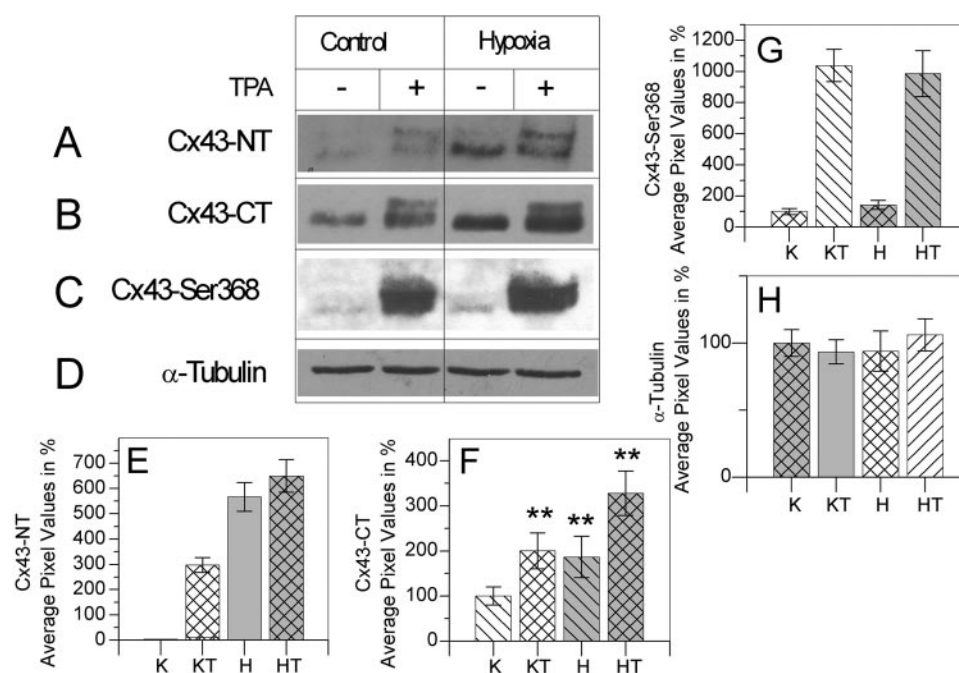 Control Hypoxia
TPA - + - +
A Cx43-NT
B Cx43-CT
C Cx43-Ser368
D α-Tubulin
E
Cx43-NT
Average Pixel Values in %
700
600
500
400
300
200
100
0
K KT H HT
F
Cx43-CT
Average Pixel Values in %
400
300
200
100
0
** ** **
K KT H HT
G
Cx43-Ser368
Average Pixel Values in %
1200
1000
800
600
400
200
0
K KT H HT
H
α-Tubulin
Average Pixel Values in %
100
0
K KT H HT